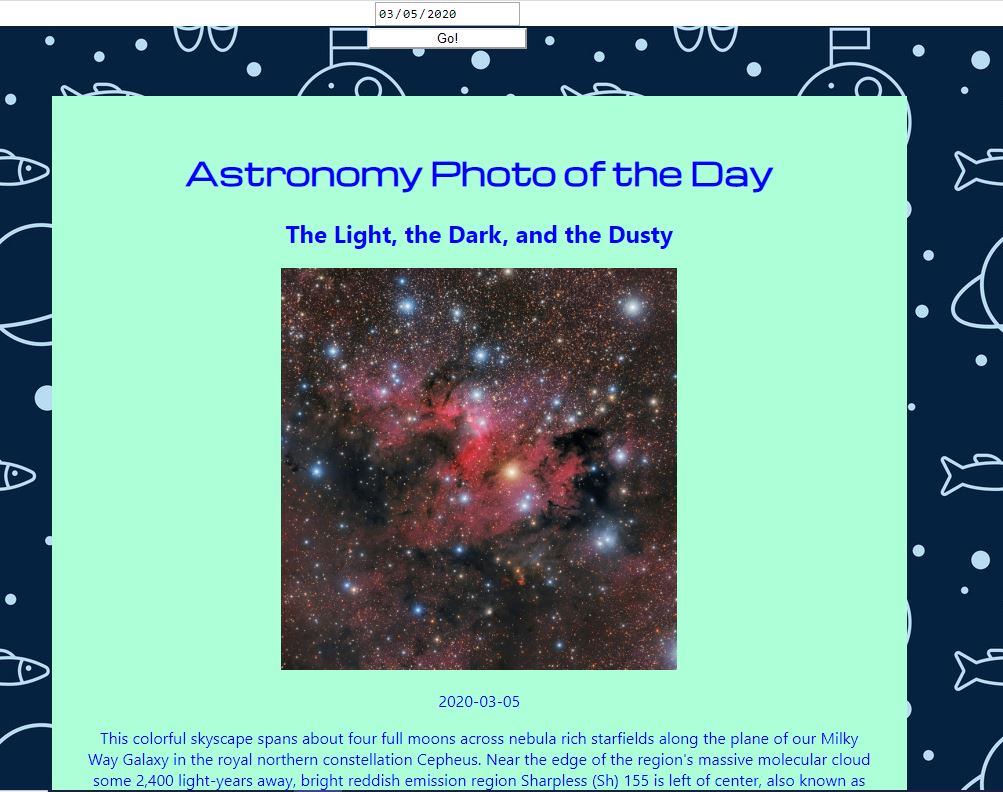 03/05/2020
Go!
Astronomy Photo of the Day
The Light, the Dark, and the Dusty
2020-03-05
This colorful skyscape spans about four full moons across nebula rich starfields along the plane of our Milky
Way Galaxy in the royal northern constellation Cepheus. Near the edge of the region's massive molecular cloud
some 2,400 light-years away, bright reddish emission region Sharpless (Sh) 155 is left of center, also known as